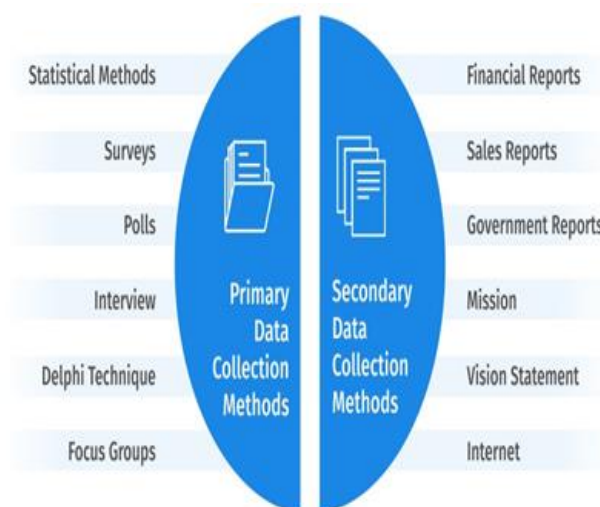 Statistical Methods
Surveys
Polls
Interview
Delphi Technique
Focus Groups
Primary
Data
Collection
Methods
Secondary
Data
Collection
Methods
Financial Reports
Sales Reports
Government Reports
Mission
Vision Statement
Internet